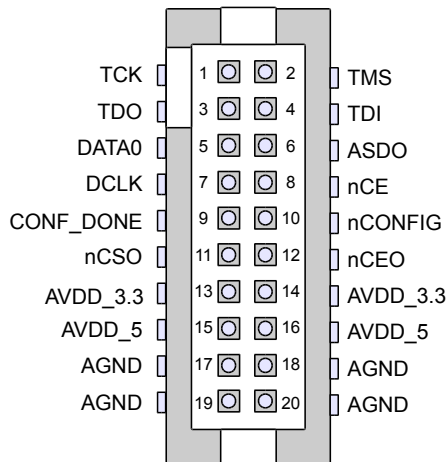 TCK 1 2 TMS
TDO 3 4 TDI
DATA0 5 6 ASDO
DCLK 7 8 nCE
CONF_DONE 9 10 nCONFIG
nCSO 11 12 nCEO
AVDD_3.3 13 14 AVDD_3.3
AVDD_5 15 16 AVDD_5
AGND 17 18 AGND
AGND 19 20 AGND